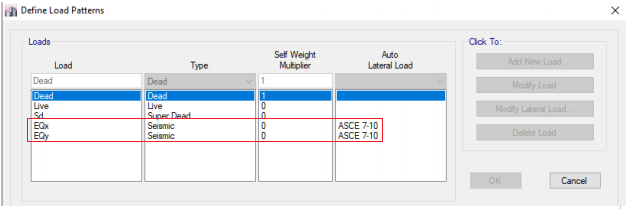 Define Load Patterns
Loads
Click To:
Load
Type
Self Weight
Multiplier
Auto
Lateral Load
Dead
Dead
1
Dead
Dead
1
Live
Live
0
Sd
Super Dead
0
EQx
Seismic
0
ASCE 7-10
EQy
Seismic
0
ASCE 7-10
Add New Load
Modify Load
Modify Lateral Load...
Delete Load
OK
Cancel